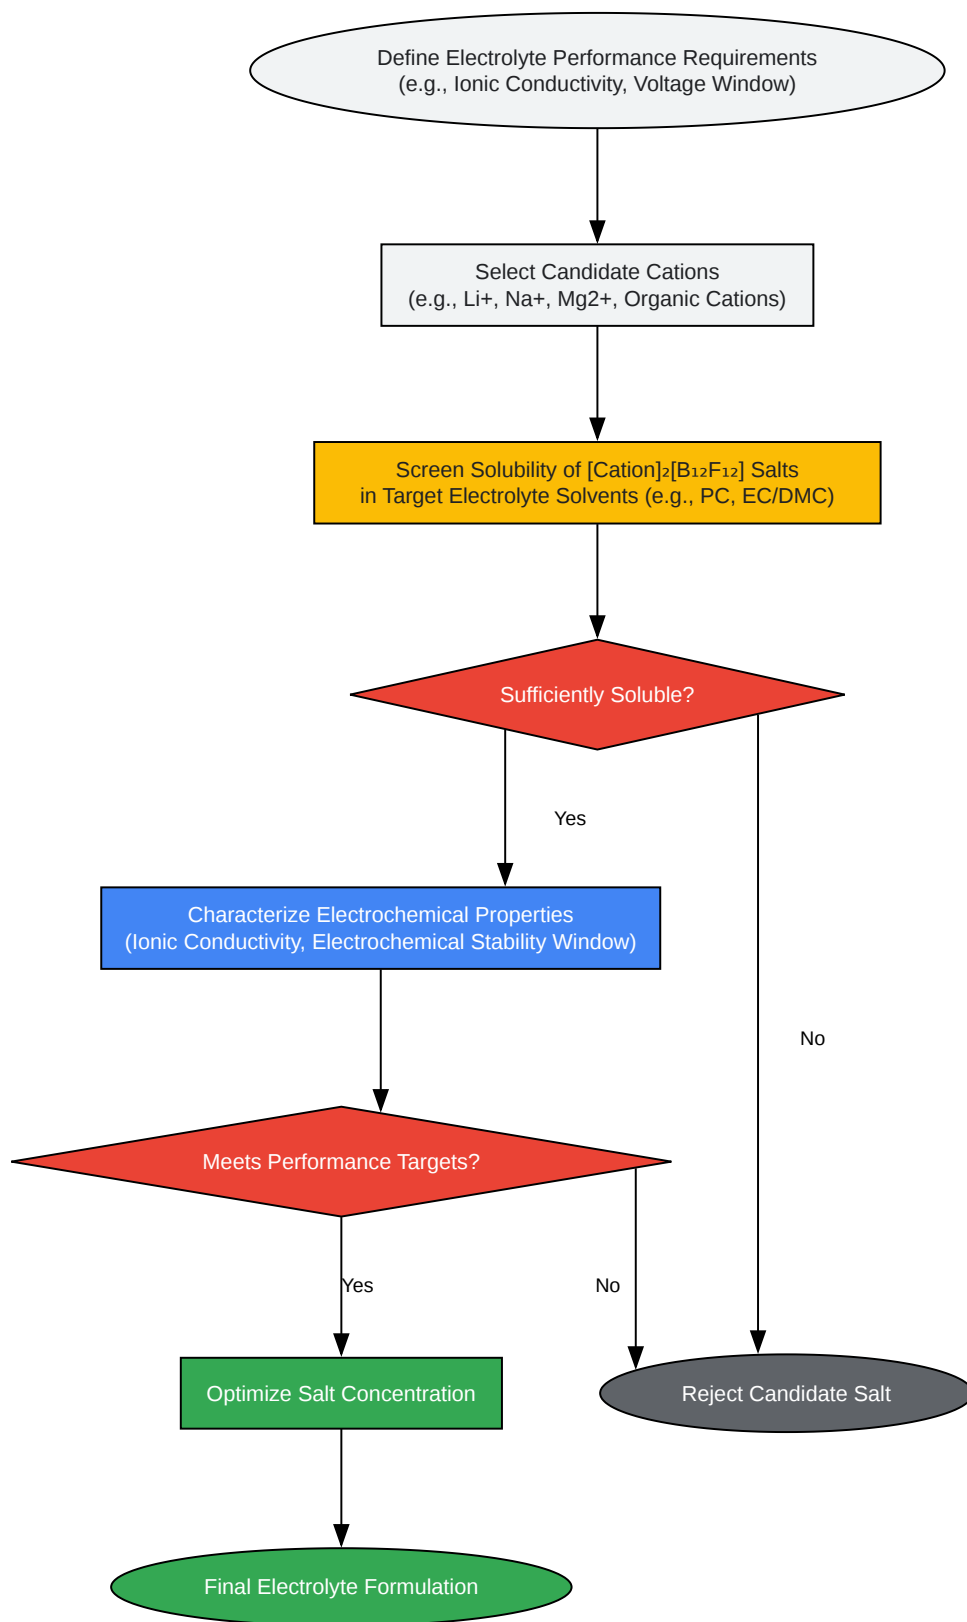 Define Electrolyte Performance Requirements
(e.g., Ionic Conductivity, Voltage Window)
Select Candidate Cations
(e.g., Li+, Na+, Mg2+, Organic Cations)
Screen Solubility of [Cation]₂[B₁₂F₁₂] Salts
in Target Electrolyte Solvents (e.g., PC, EC/DMC)
Sufficiently Soluble?
Yes
Characterize Electrochemical Properties
(Ionic Conductivity, Electrochemical Stability Window)
No
Meets Performance Targets?
Yes
No
Optimize Salt Concentration
Reject Candidate Salt
Final Electrolyte Formulation